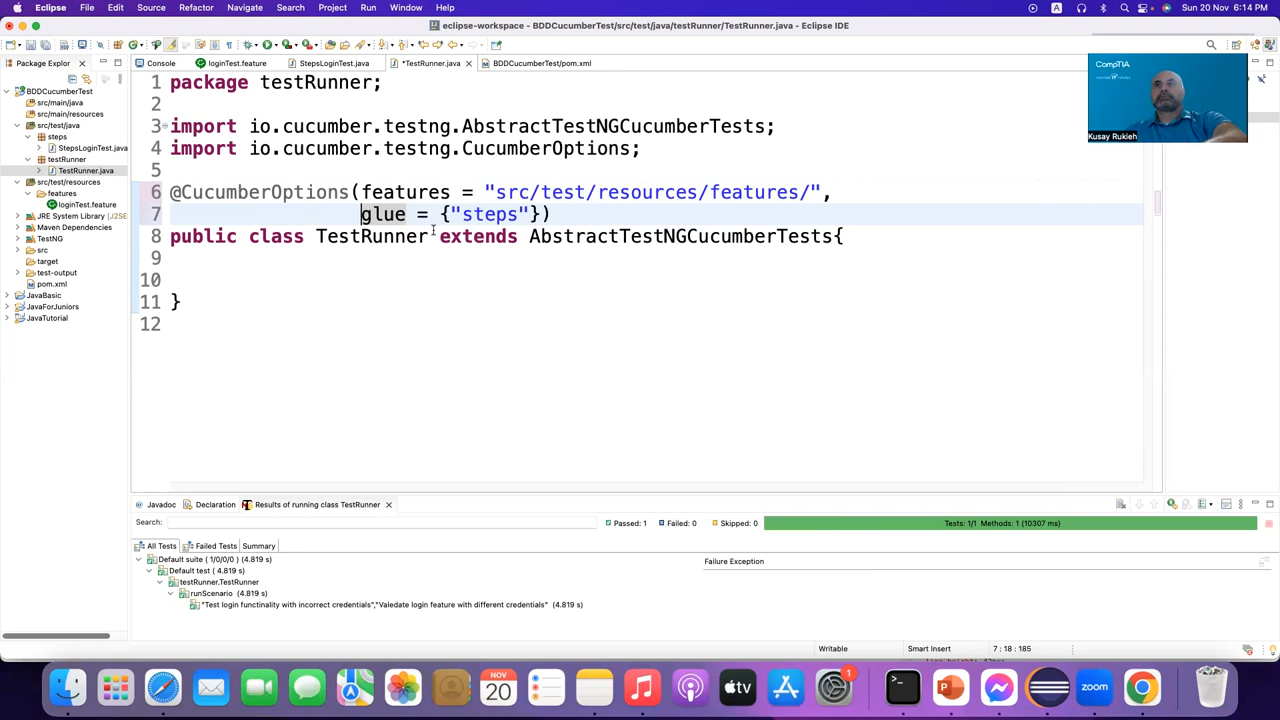 Eclipse File Edit Source Refactor Navigate Search Project Run Window Help
Sun 20 Nov 6:14 PM
eclipse-workspace - BDDCucumberTest/src/test/java/testRunner/TestRunner.java - Eclipse IDE
Package Explor
Console
loginTest.feature
StepsLoginTest.java
*TestRunner.java
BDDCucumberTest/pom.xml
BDDCucumberTest
src/main/java
src/main/resources
src/test/java
steps
StepsLoginTest.java
testRunner
TestRunner.java
src/test/resources
features
loginTest.feature
JRE System Library [J2SE
Maven Dependencies
TestNG
src
target
test-output
pom.xml
JavaBasic
JavaForJuniors
JavaTutorial
1 package testRunner;
2
3 import io.cucumber.testng.AbstractTestNGCucumberTests;
4 import io.cucumber.testng.CucumberOptions;
5
6 @CucumberOptions(features = "src/test/resources/features/",
7 glue = {"steps"})
8 public class TestRunner extends AbstractTestNGCucumberTests{
9
10
11 }
12
CompTIA
Kusay Rukieh
Javadoc
Declaration
Results of running class TestRunner
Search:
Passed: 1
Failed: 0
Skipped: 0
Tests: 1/1 Methods: 1 (10307 ms)
All Tests
Failed Tests
Summary
Default suite ( 1/0/0/0 ) (4.819 s)
Default test ( 4.819 s)
testRunner.TestRunner
runScenario (4.819 s)
"Test login functinality with incorrect credentials","Valedate login feature with different credentials" (4.819 s)
Failure Exception
Writable
Smart Insert
7 : 18 : 185
NOV
20
tv
1
zoom